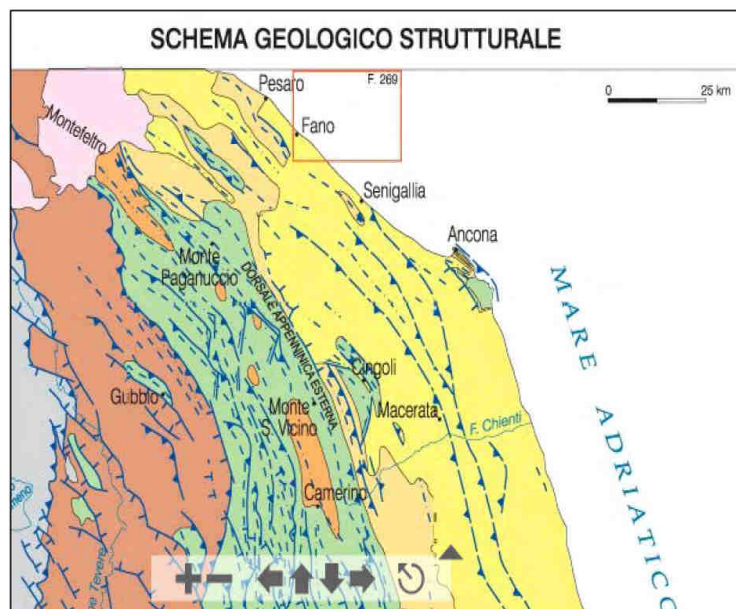 SCHEMA GEOLOGICO STRUTTURALE
F. 269
0 25 km
Pesaro
Montefeltro
Fano
Senigallia
Ancona
Monte
Paganuccio
DORSALE APPENNINICA ESTERNA
MARE ADRIATICO
Cingoli
Gubbio
Monte
S. Vicino
Macerata
F. Chienti
Camerino
Tevere